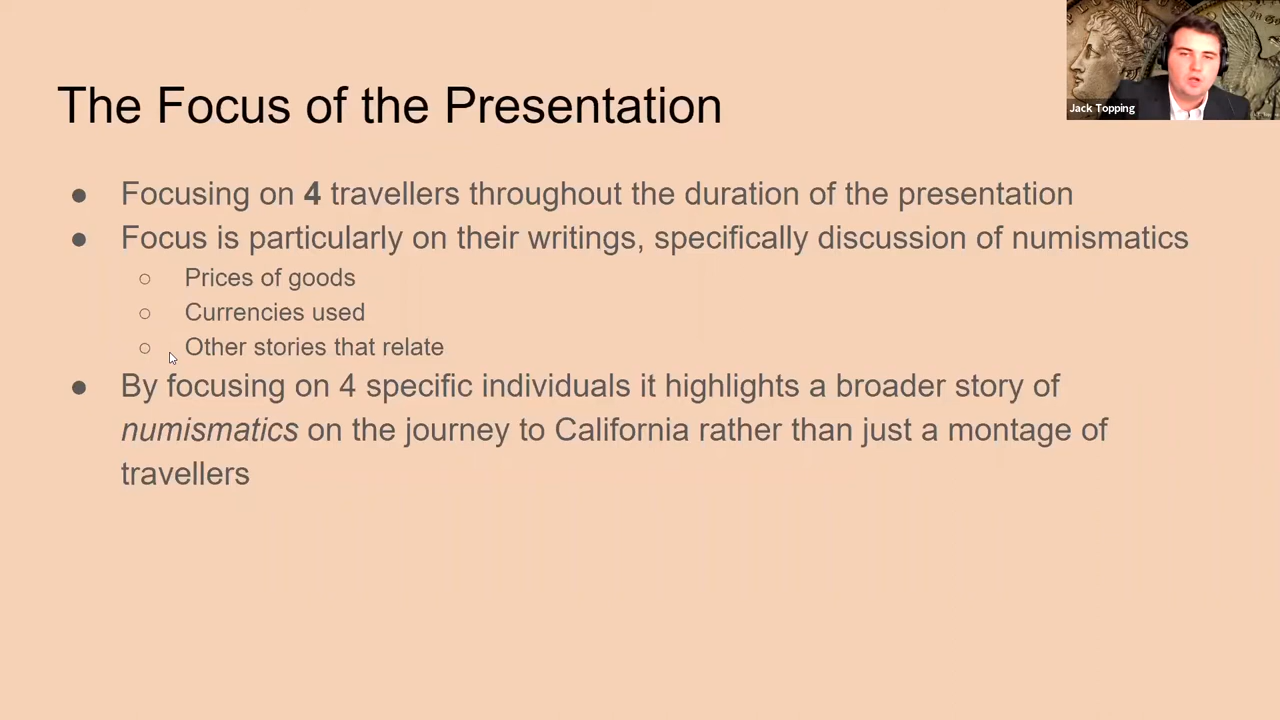 The Focus of the Presentation
Jack Topping
● Focusing on 4 travellers throughout the duration of the presentation
● Focus is particularly on their writings, specifically discussion of numismatics
○ Prices of goods
○ Currencies used
○ Other stories that relate
● By focusing on 4 specific individuals it highlights a broader story of
numismatics on the journey to California rather than just a montage of
travellers